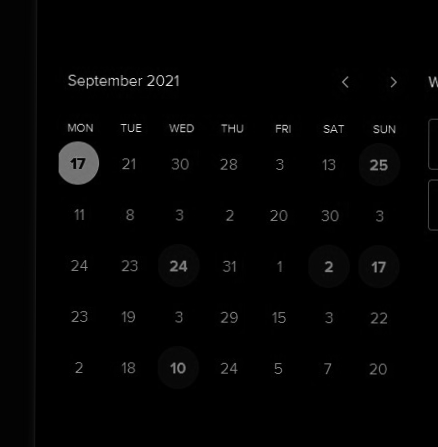 September 2021
W
MON TUE WED THU FRI SAT SUN
17 21 30 28 3 13 25
11 8 3 2 20 30 3
24 23 24 31 1 2 17
23 19 3 29 15 3 22
2 18 10 24 5 7 20